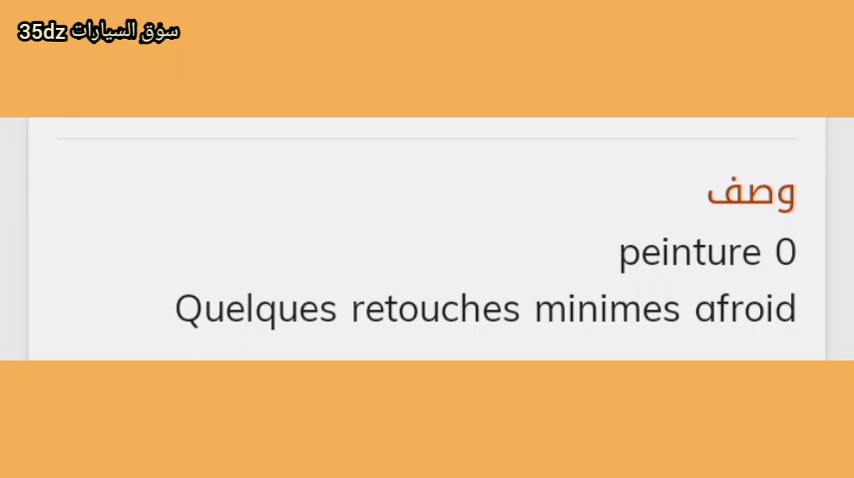 سوق السيارات 35dz
وصف
peinture 0
Quelques retouches minimes afroid